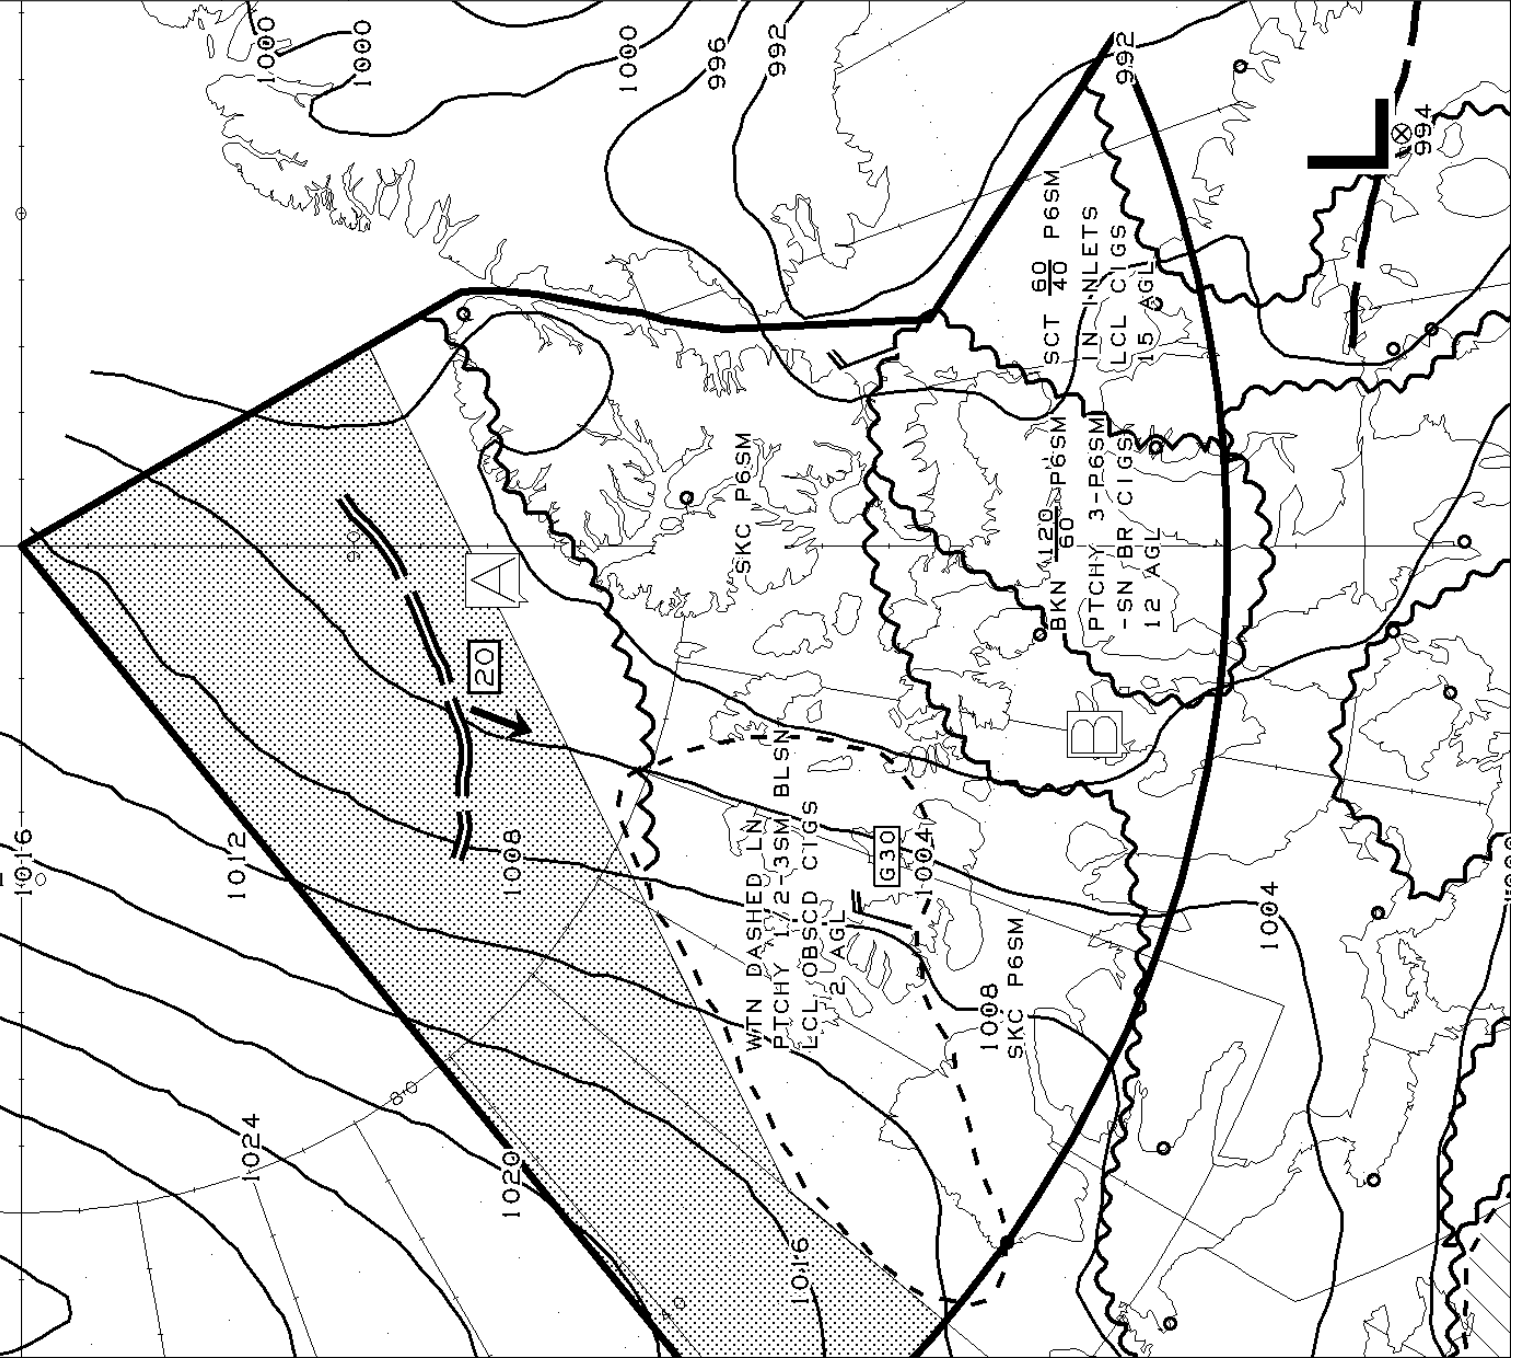 1000
1000
1000
996
992
992
994
SCT 60/40 P6SM
IN INLETS
LCL CIGS
15 AGL
SKC P6SM
BKN 120/60 P6SM
PTCHY 3-P6SM
-SN BR CIGS
12 AGL
90
A
20
B
WTN DASHED LN
PTCHY 1/2-3SM BLSN
LCL OBSCD CIGS
2 AGL
G30
1004
1016
1012
1008
1004
1008
SKC P6SM
80
1024
1020
1016
L